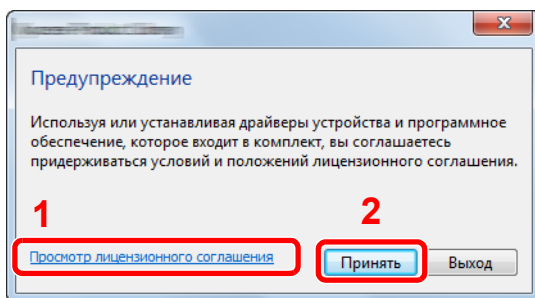 Предупреждение
Используя или устанавливая драйверы устройства и программное
обеспечение, которое входит в комплект, вы соглашаетесь
придерживаться условий и положений лицензионного соглашения.
1
2
Просмотр лицензионного соглашения
Принять
Выход